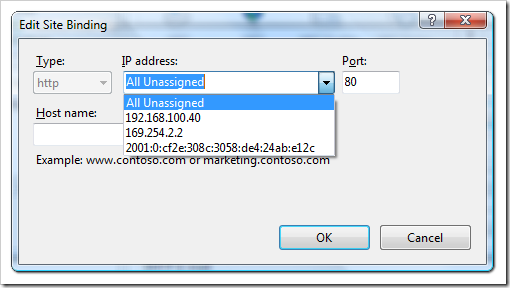 Edit Site Binding
Type: IP address: Port:
http All Unassigned 80
All Unassigned
192.168.100.40
169.254.2.2
2001:0:cf2e:308c:3058:de4:24ab:e12c
Host name:
Example: www.contoso.com or marketing.contoso.com
OK Cancel